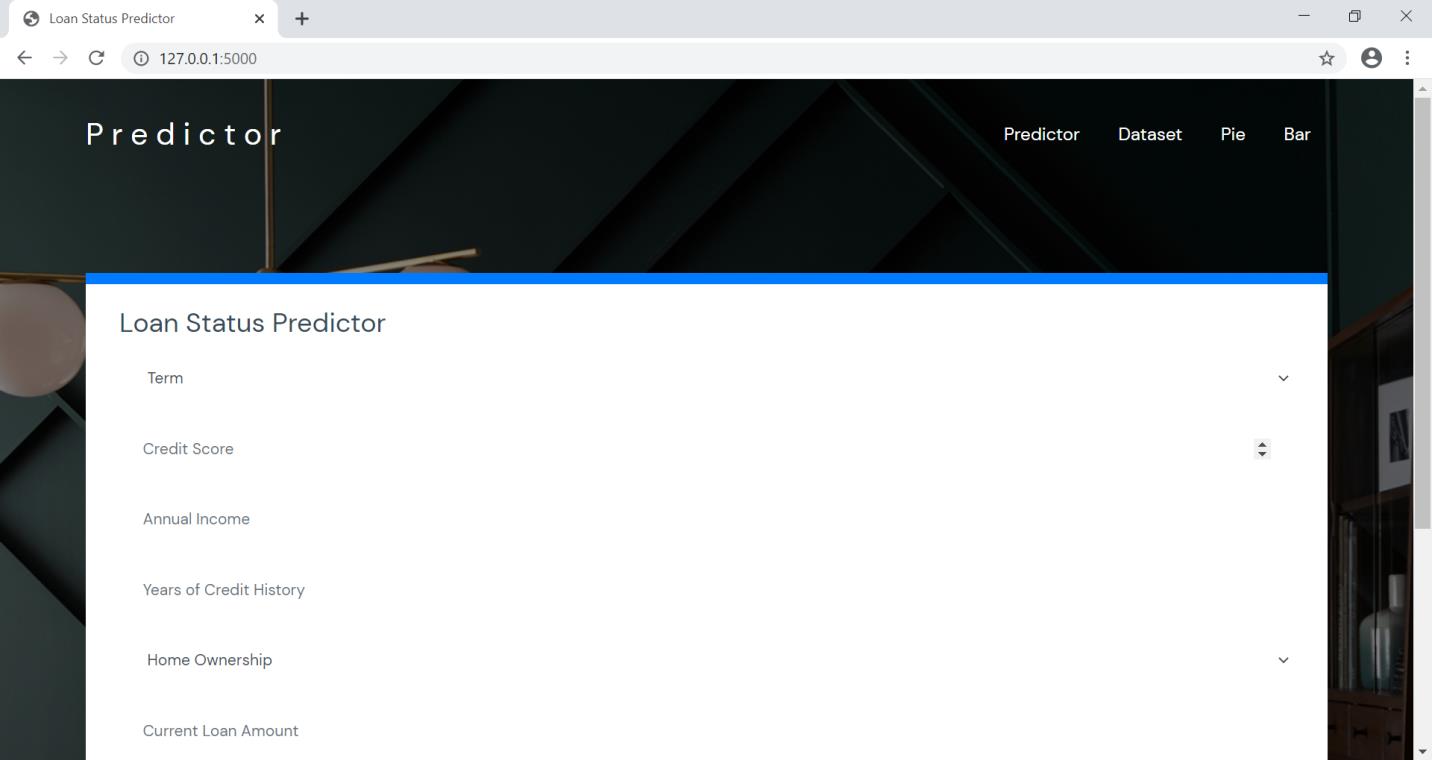 Loan Status Predictor
127.0.0.1:5000
Predictor
Predictor Dataset Pie Bar
Loan Status Predictor
Term
Credit Score
Annual Income
Years of Credit History
Home Ownership
Current Loan Amount